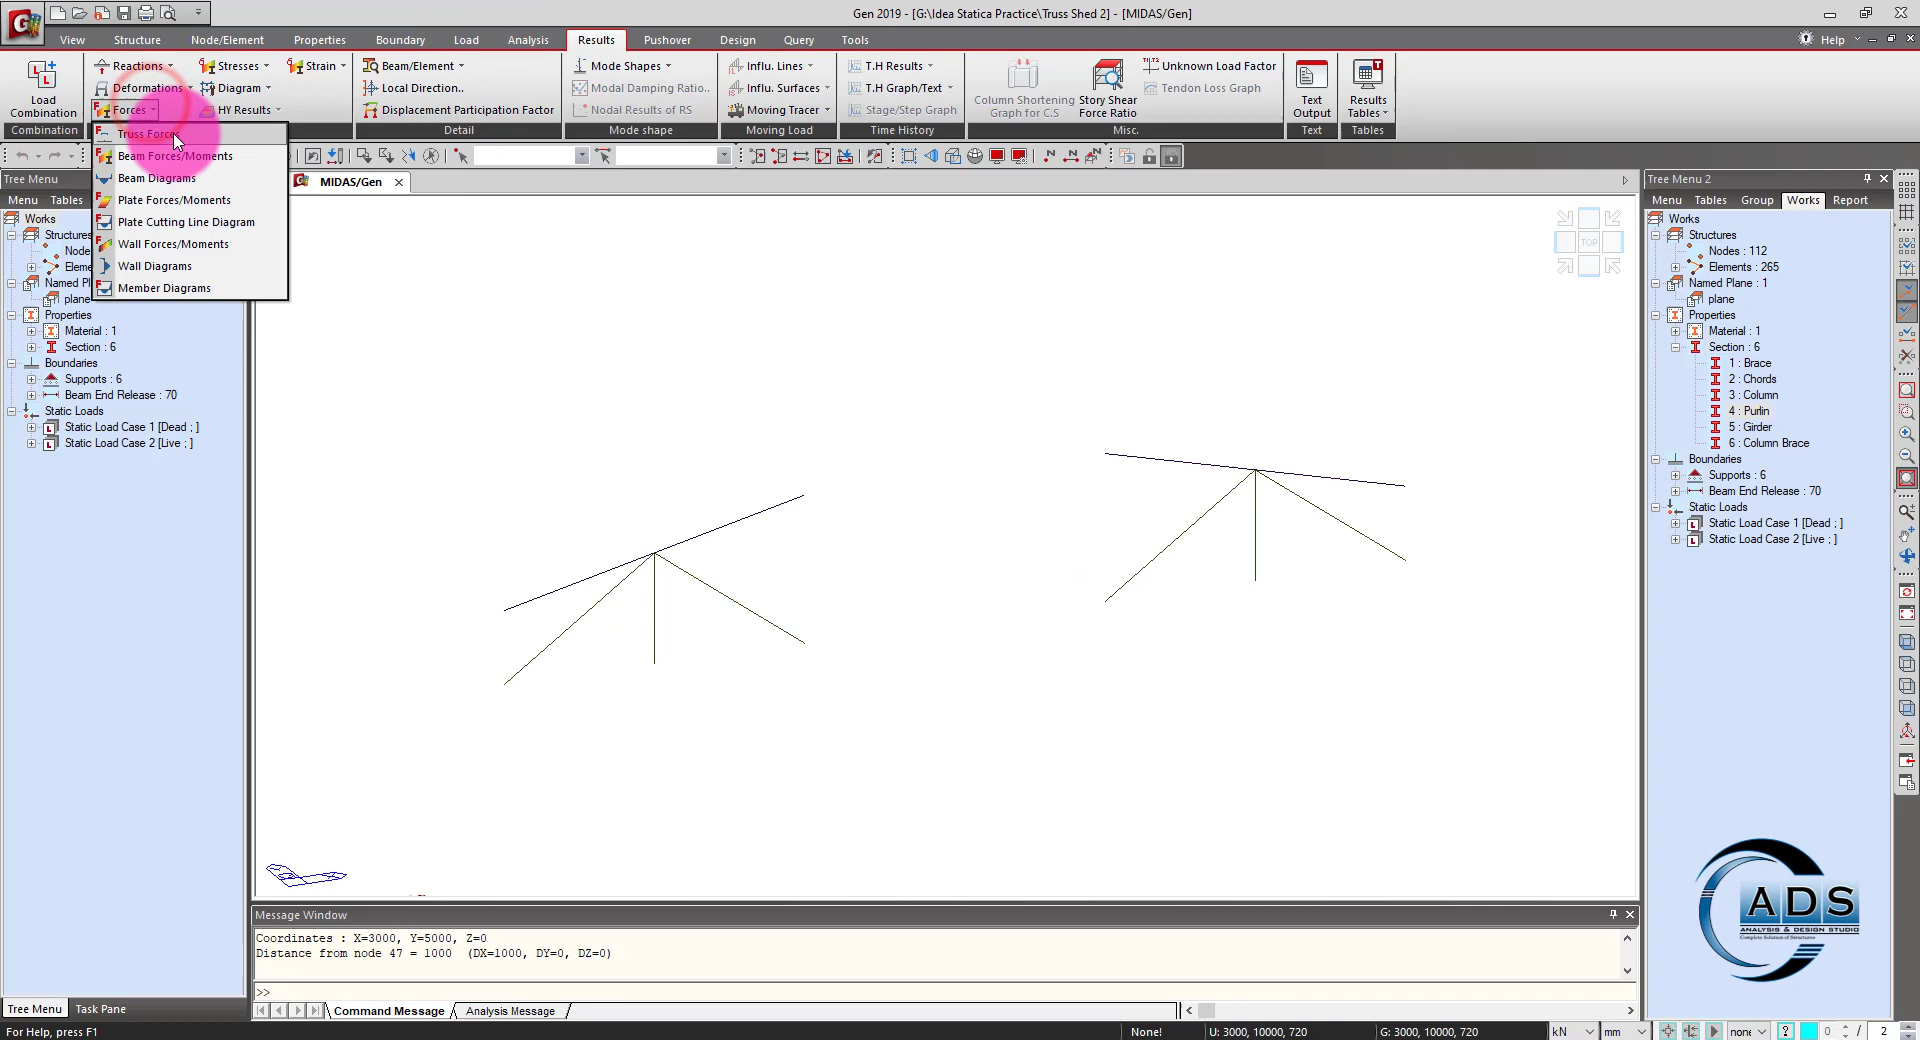 Gen 2019 - [G:\Idea Statica Practice\Truss Shed 2] - [MIDAS/Gen]
View Structure Node/Element Properties Boundary Load Analysis Results Pushover Design Query Tools Help
Load Combination
Combination
Reactions
Deformations
Forces
Stresses
Diagram
HY Results
Strain
Beam/Element
Local Direction..
Displacement Participation Factor
Detail
Mode Shapes
Modal Damping Ratio..
Nodal Results of RS
Mode shape
Influ. Lines
Influ. Surfaces
Moving Tracer
Moving Load
T.H Results
T.H Graph/Text
Stage/Step Graph
Time History
Column Shortening
Graph for C.S
Story Shear
Force Ratio
Unknown Load Factor
Tendon Loss Graph
Misc.
Text
Output
Text
Results
Tables
Tables
Truss Forces
Beam Forces/Moments
Beam Diagrams
Plate Forces/Moments
Plate Cutting Line Diagram
Wall Forces/Moments
Wall Diagrams
Member Diagrams
Tree Menu
Menu Tables
Works
Structures
Named
plane
Properties
Material : 1
Section : 6
Boundaries
Supports : 6
Beam End Release : 70
Static Loads
Static Load Case 1 [Dead ; ]
Static Load Case 2 [Live ; ]
Tree Menu Task Pane
MIDAS/Gen
TOP
Message Window
Coordinates : X=3000, Y=5000, Z=0
Distance from node 47 = 1000 (DX=1000, DY=0, DZ=0)
>>
Command Message Analysis Message
Tree Menu 2
Menu Tables Group Works Report
Works
Structures
Nodes : 112
Elements : 265
Named Plane : 1
plane
Properties
Material : 1
Section : 6
1 : Brace
2 : Chords
3 : Column
4 : Purlin
5 : Girder
6 : Column Brace
Boundaries
Supports : 6
Beam End Release : 70
Static Loads
Static Load Case 1 [Dead ; ]
Static Load Case 2 [Live ; ]
ADS
ANALYSIS & DESIGN STUDIO
Complete Solution of Structures
For Help, press F1
None! U: 3000, 10000, 720 G: 3000, 10000, 720 kN mm none ? 0 / 2